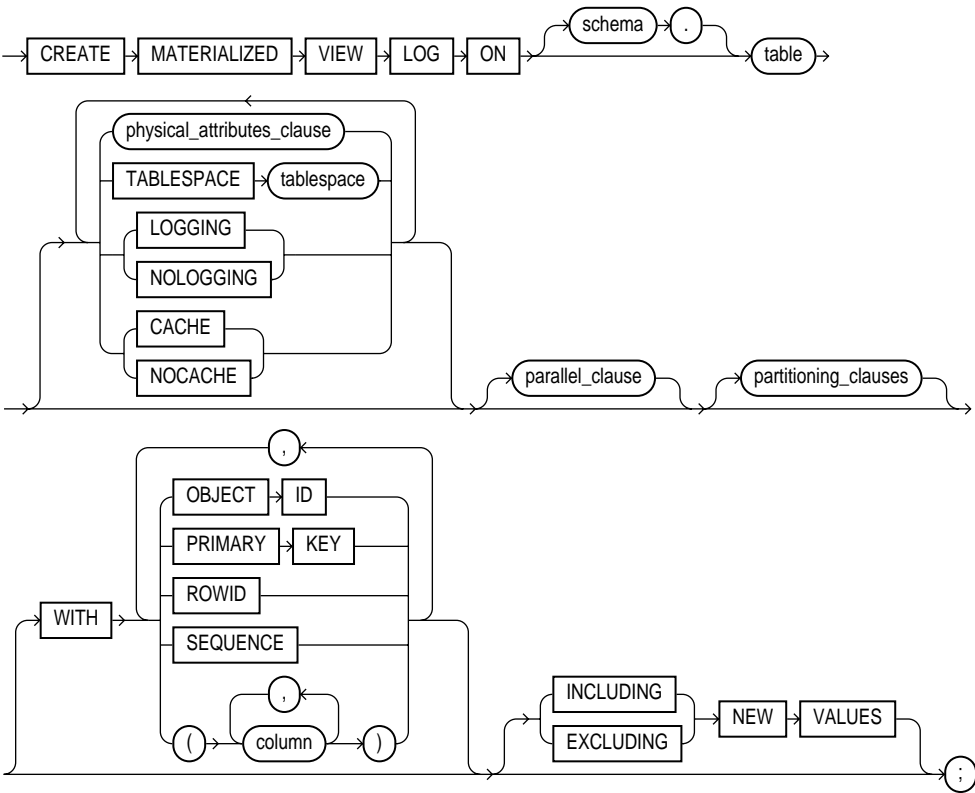 schema .
CREATE MATERIALIZED VIEW LOG ON table
physical_attributes_clause
TABLESPACE tablespace
LOGGING
NOLOGGING
CACHE
NOCACHE
parallel_clause partitioning_clauses
,
OBJECT ID
PRIMARY KEY
ROWID
WITH
SEQUENCE
,
( column )
INCLUDING
EXCLUDING
NEW VALUES
;